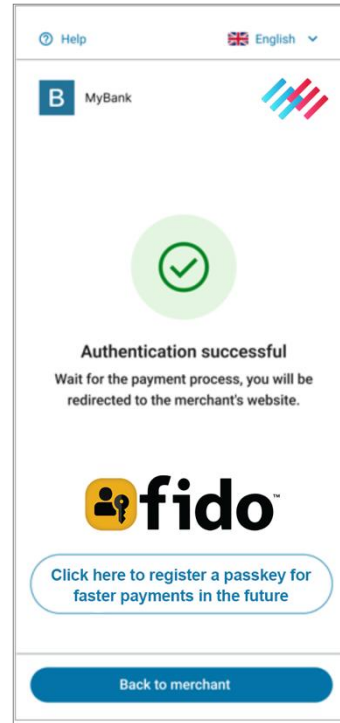 Help
English
B
MyBank
Authentication successful
Wait for the payment process, you will be
redirected to the merchant's website.
fido™
Click here to register a passkey for
faster payments in the future
Back to merchant